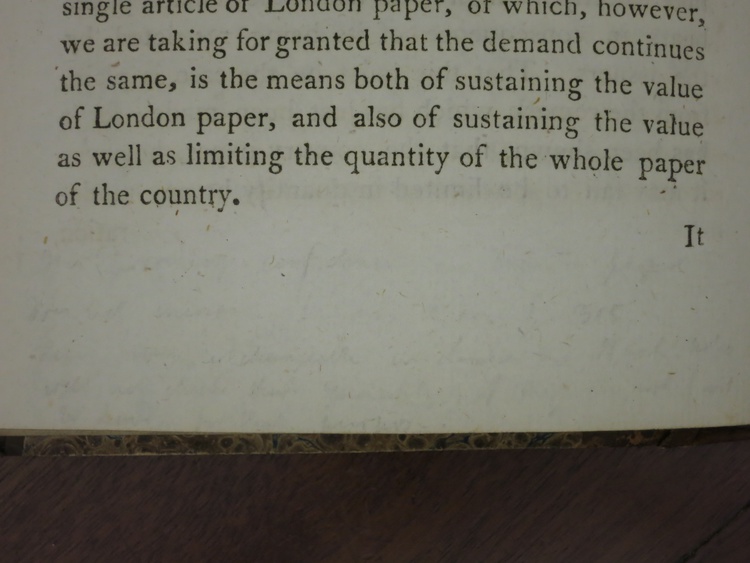 single article of London paper, of which, however,
we are taking for granted that the demand continues
the same, is the means both of sustaining the value
of London paper, and also of sustaining the value
as well as limiting the quantity of the whole paper
of the country.
It